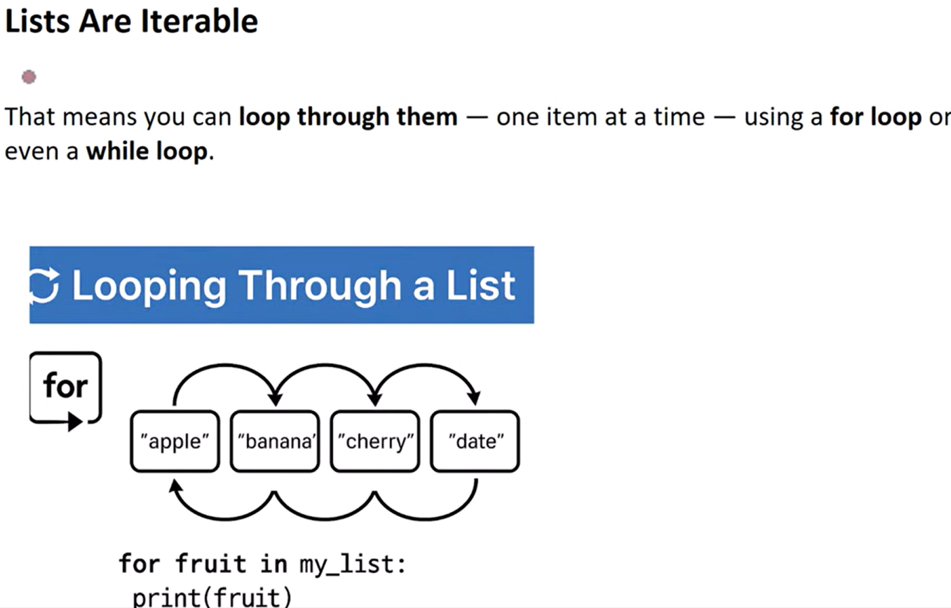 Lists Are Iterable
That means you can loop through them — one item at a time — using a for loop or
even a while loop.
Looping Through a List
for
"apple" "banana' "cherry" "date"
for fruit in my_list:
print(fruit)